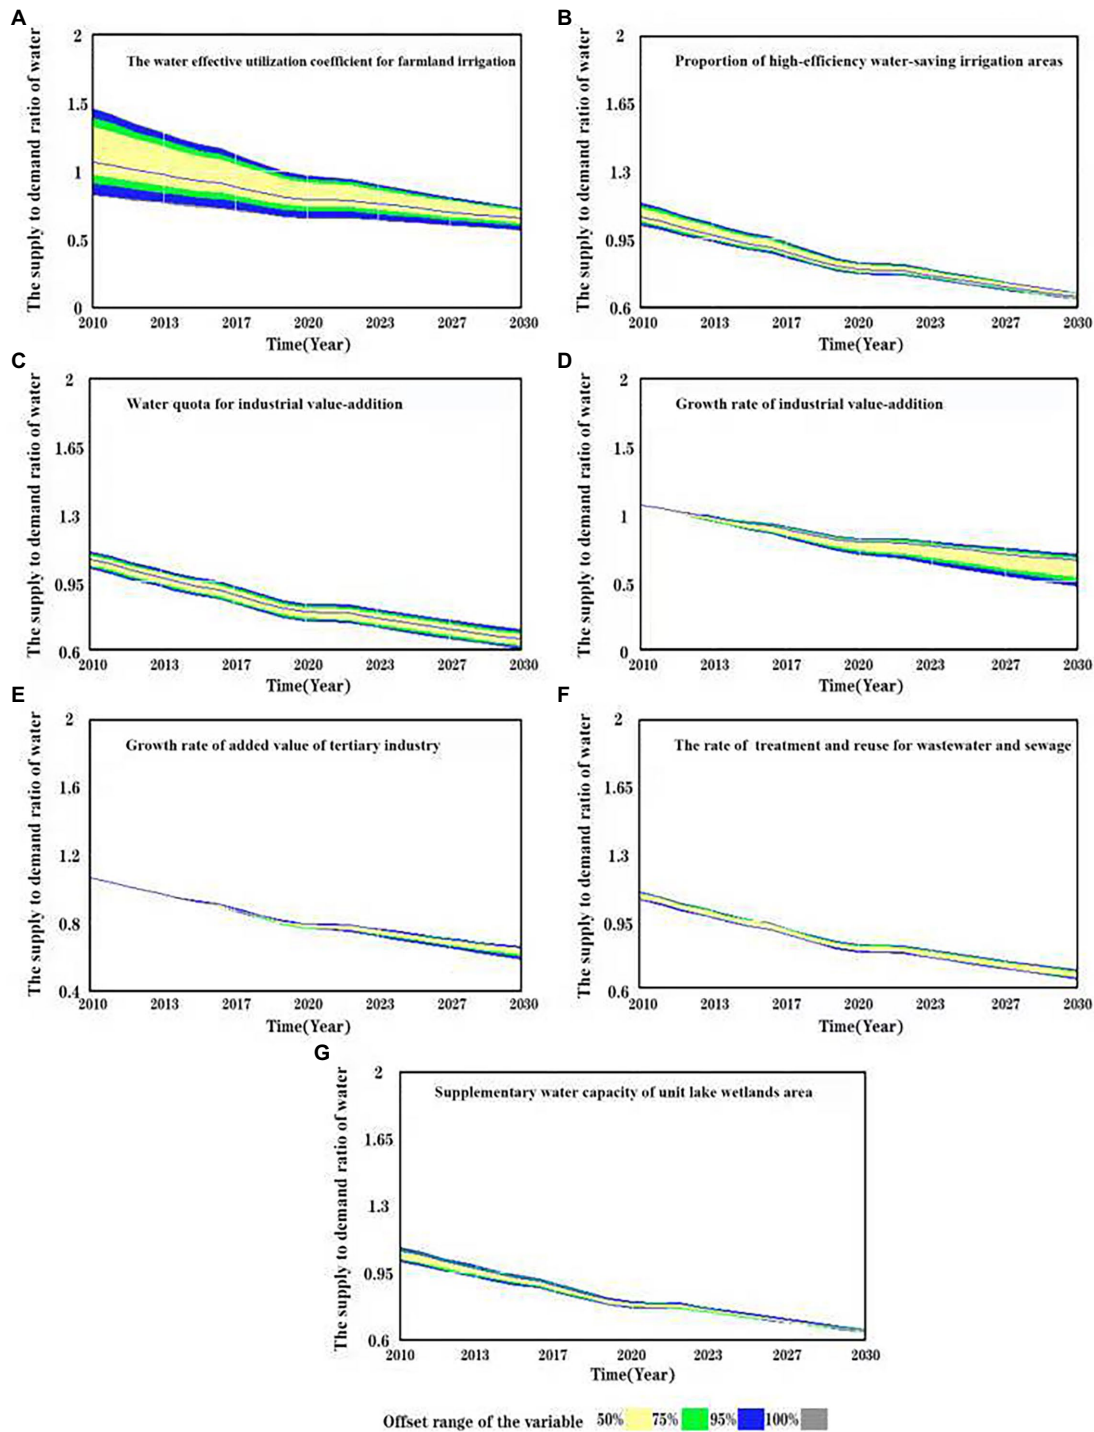 A
The supply to demand ratio of water
The water effective utilization coefficient for farmland irrigation
2
1.5
1
0.5
0
2010 2013 2017 2020 2023 2027 2030
Time(Year)
B
The supply to demand ratio of water
Proportion of high-efficiency water-saving irrigation areas
2
1.65
1.3
0.95
0.6
2010 2013 2017 2020 2023 2027 2030
Time(Year)
C
The supply to demand ratio of water
Water quota for industrial value-addition
2
1.65
1.3
0.95
0.6
2010 2013 2017 2020 2023 2027 2030
Time(Year)
D
The supply to demand ratio of water
Growth rate of industrial value-addition
2
1.5
1
0.5
0
2010 2013 2017 2020 2023 2027 2030
Time(Year)
E
The supply to demand ratio of water
Growth rate of added value of tertiary industry
2
1.6
1.2
0.8
0.4
2010 2013 2017 2020 2023 2027 2030
Time(Year)
F
The supply to demand ratio of water
The rate of treatment and reuse for wastewater and sewage
2
1.65
1.3
0.95
0.6
2010 2013 2017 2020 2023 2027 2030
Time(Year)
G
The supply to demand ratio of water
Supplementary water capacity of unit lake wetlands area
2
1.65
1.3
0.95
0.6
2010 2013 2017 2020 2023 2027 2030
Time(Year)
Offset range of the variable 50% 75% 95% 100%